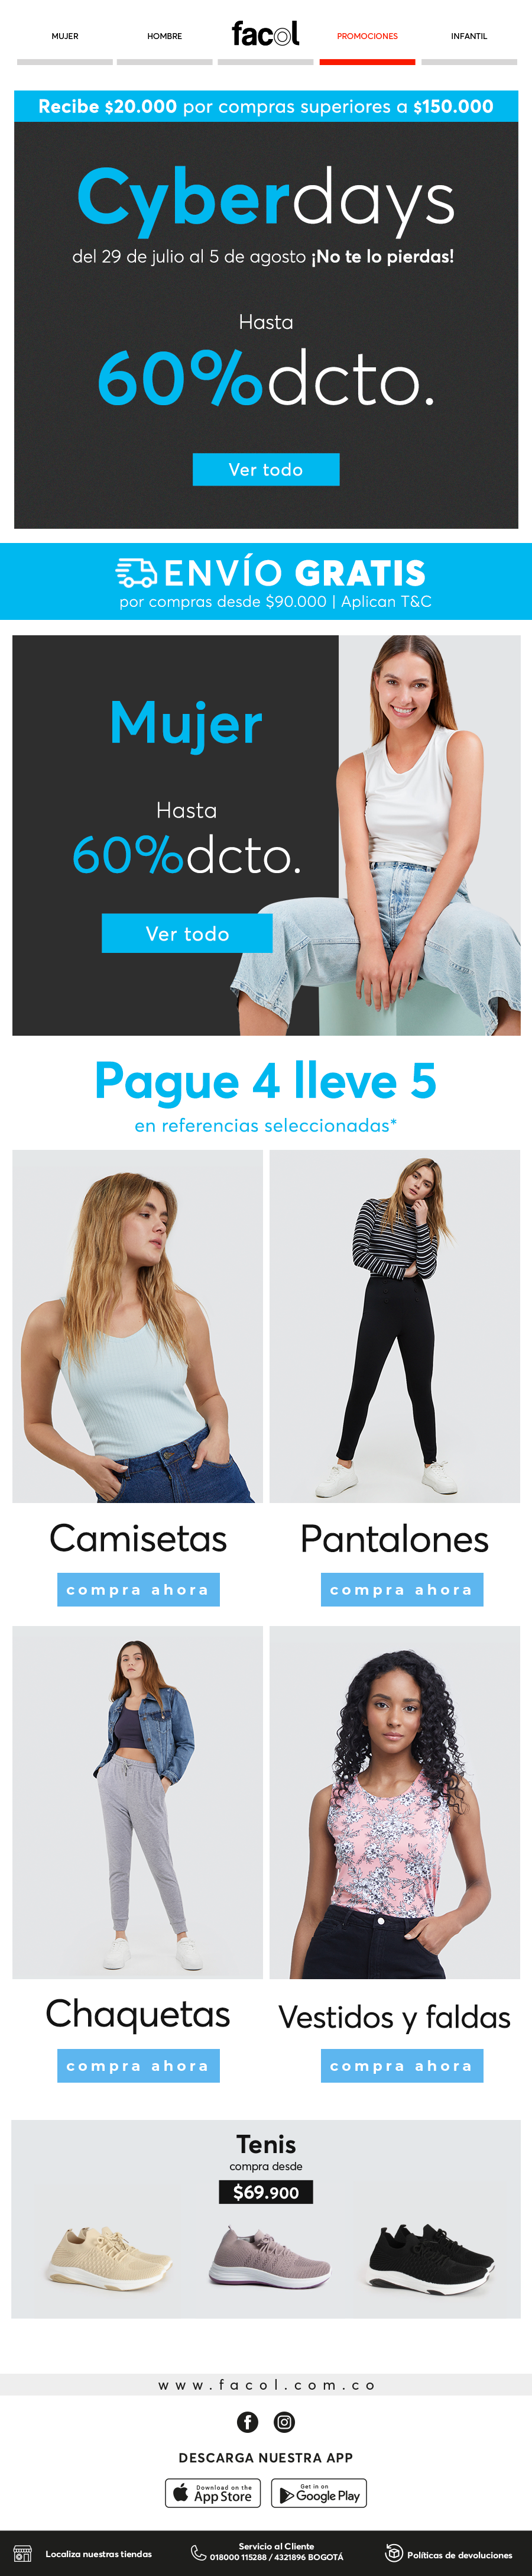 MUJER
HOMBRE
facol
PROMOCIONES
INFANTIL
Recibe $20.000 por compras superiores a $150.000
Cyberdays
del 29 de julio al 5 de agosto ¡No te lo pierdas!
Hasta
60%dcto.
Ver todo
ENVÍO GRATIS
por compras desde $90.000 | Aplican T&C
Mujer
Hasta
60%dcto.
Ver todo
Pague 4 lleve 5
en referencias seleccionadas*
Camisetas
compra ahora
Pantalones
compra ahora
Chaquetas
compra ahora
Vestidos y faldas
compra ahora
Tenis
compra desde
$69.900
www.facol.com.co
DESCARGA NUESTRA APP
Download on the
App Store
Get in on
Google Play
Localiza nuestras tiendas
Servicio al Cliente
018000 115288 / 4321896 BOGOTÁ
Políticas de devoluciones